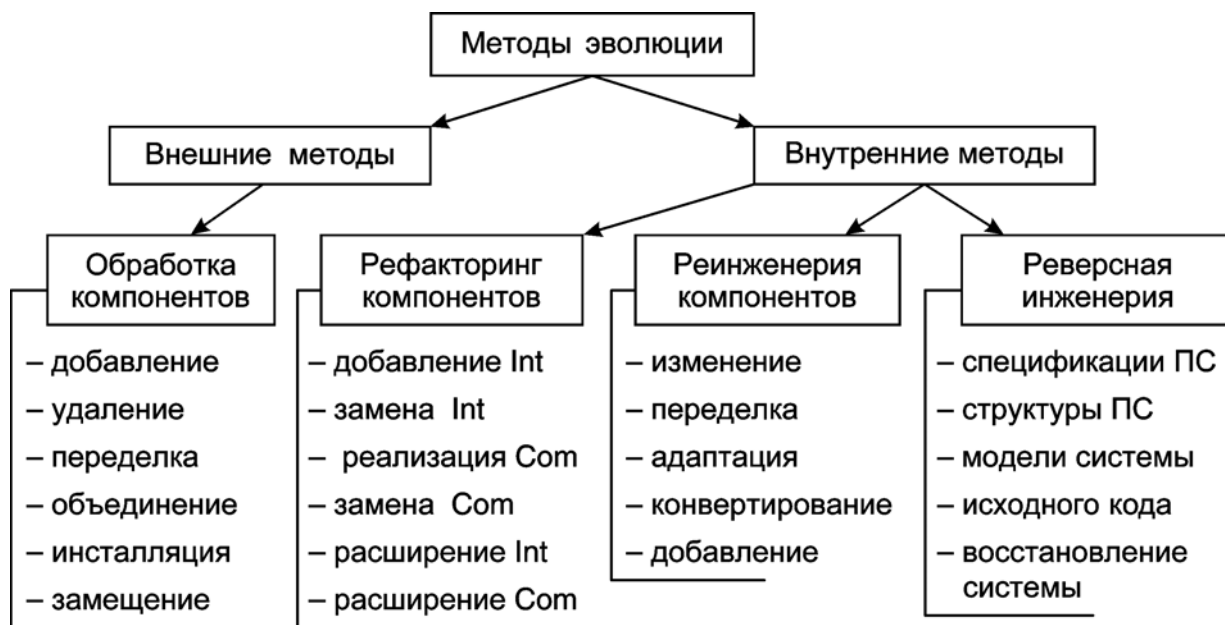 Методы эволюции
Внешние методы
Внутренние методы
Обработка
компонентов
– добавление
– удаление
– переделка
– объединение
– инсталляция
– замещение
Рефакторинг
компонентов
– добавление Int
– замена Int
– реализация Com
– замена Com
– расширение Int
– расширение Com
Реинженерия
компонентов
– изменение
– переделка
– адаптация
– конвертирование
– добавление
Реверсная
инженерия
– спецификации ПС
– структуры ПС
– модели системы
– исходного кода
– восстановление
системы